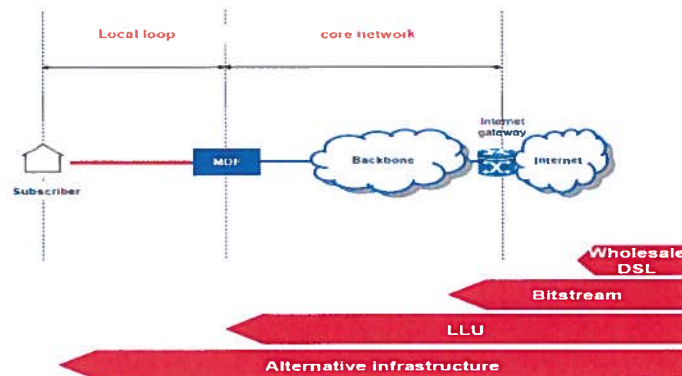 Local loop
core network
Internet
gateway
MDF
Backbone
Internet
Subscriber
Wholesale
DSL
Bitstream
LLU
Alternative infrastructure